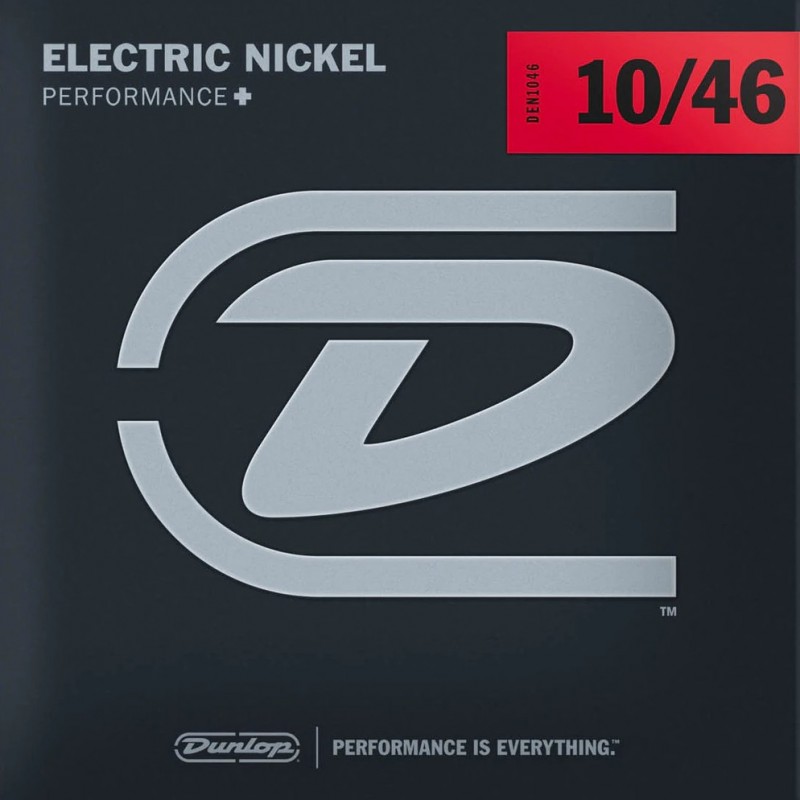 ELECTRIC NICKEL
PERFORMANCE+
DEN1046
10/46
D
TM
Dunlop | PERFORMANCE IS EVERYTHING.™